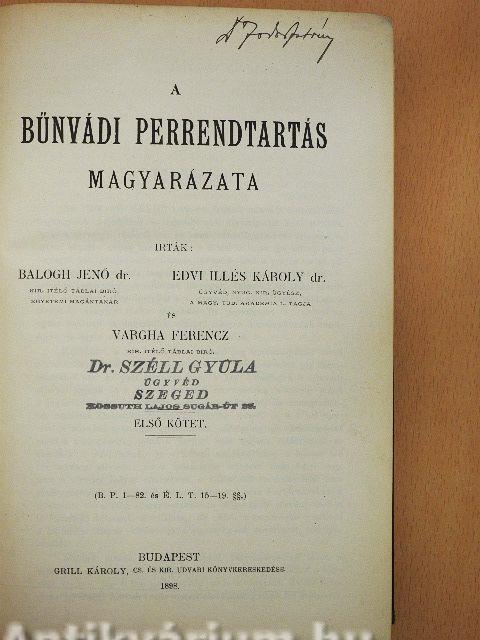 A
BŰNVÁDI PERRENDTARTÁS
MAGYARÁZATA
IRTÁK:
BALOGH JENŐ dr.
KIR. ITÉLŐ TÁBLAI BIRÓ,
EGYETEMI MAGÁNTANÁR
EDVI ILLÉS KÁROLY dr.
ÜGYVÉD, NYUG. KIR. ÜGYÉSZ,
A MAGY. TUD. AKADÉMIA L. TAGJA
ÉS
VARGHA FERENCZ
KIR. ITÉLŐ TÁBLAI BIRÓ.
Dr. SZÉLL GYULA
ÜGYVÉD
SZEGED
KOSSUTH LAJOS SUGÁR-ÚT
ELSŐ KÖTET.
(B. P. 1—82. és É. L. T. 15—19. §§.)
BUDAPEST
GRILL KÁROLY, CS. ÉS KIR. UDVARI KÖNYVKERESKEDÉSE
1898.
Antikvárium.hu